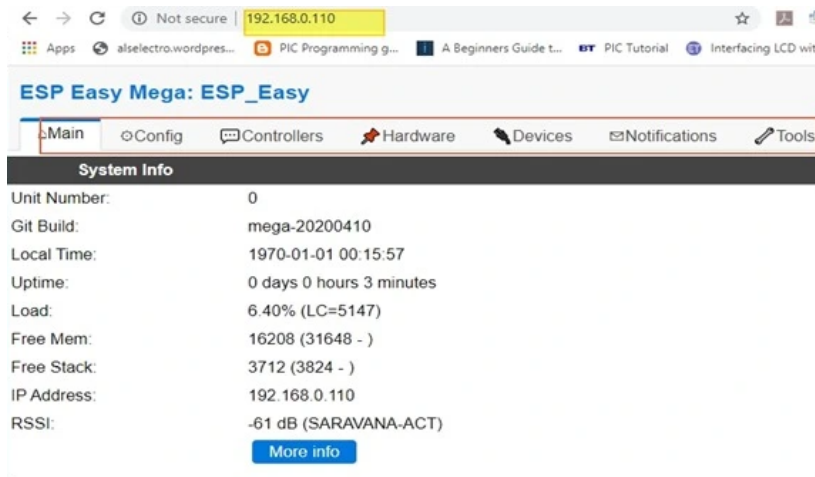 Not secure | 192.168.0.110
Apps alselectro.wordpres... PIC Programming g... A Beginners Guide t... BT PIC Tutorial Interfacing LCD wit
ESP Easy Mega: ESP_Easy
Main Config Controllers Hardware Devices Notifications Tools
System Info
Unit Number: 0
Git Build: mega-20200410
Local Time: 1970-01-01 00:15:57
Uptime: 0 days 0 hours 3 minutes
Load: 6.40% (LC=5147)
Free Mem: 16208 (31648 - )
Free Stack: 3712 (3824 - )
IP Address: 192.168.0.110
RSSI: -61 dB (SARAVANA-ACT)
More info